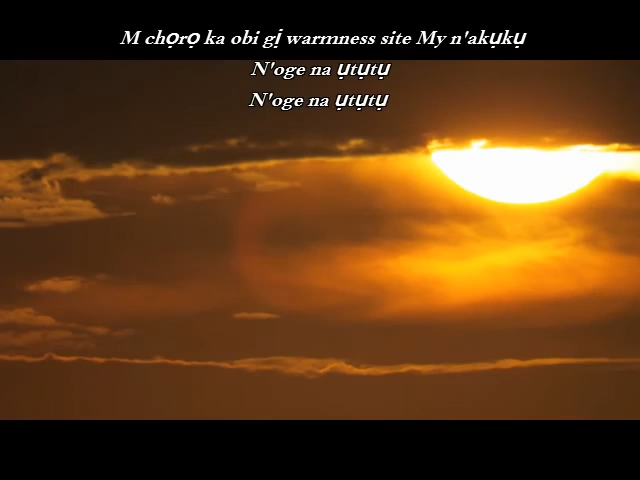 M chọrọ ka obi gị warmness site My n'akụkụ
N'oge na ụtụtụ
N'oge na ụtụtụ